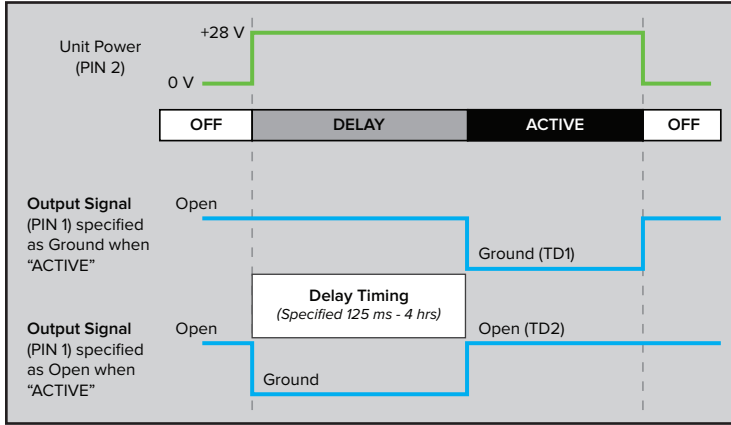 +28 V
Unit Power
(PIN 2)
0 V
OFF DELAY ACTIVE OFF
Output Signal
(PIN 1) specified
as Ground when
“ACTIVE”
Open
Ground (TD1)
Delay Timing
(Specified 125 ms - 4 hrs)
Output Signal
(PIN 1) specified
as Open when
“ACTIVE”
Open
Open (TD2)
Ground